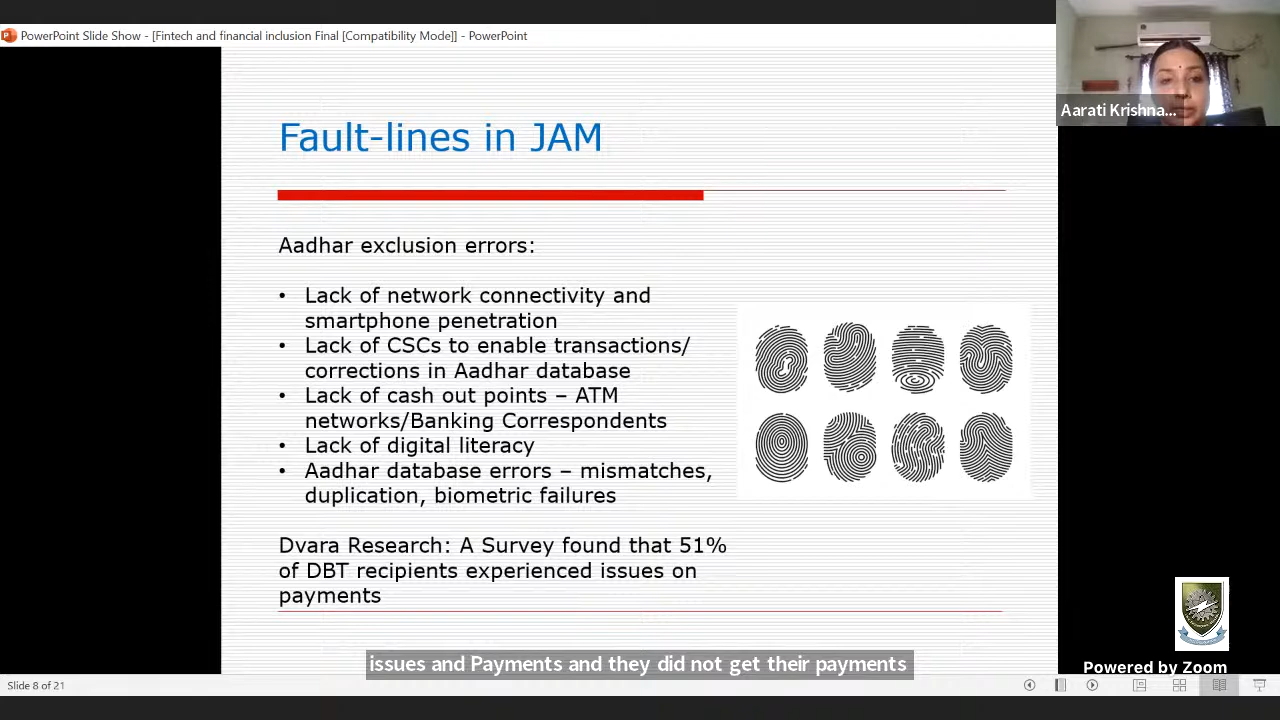 PowerPoint Slide Show - [Fintech and financial inclusion Final [Compatibility Mode]] - PowerPoint
Aarati Krishna...
Fault-lines in JAM
Aadhar exclusion errors:
• Lack of network connectivity and
smartphone penetration
• Lack of CSCs to enable transactions/
corrections in Aadhar database
• Lack of cash out points – ATM
networks/Banking Correspondents
• Lack of digital literacy
• Aadhar database errors – mismatches,
duplication, biometric failures
Dvara Research: A Survey found that 51%
of DBT recipients experienced issues on
payments
issues and Payments and they did not get their payments
Powered by Zoom
Slide 8 of 21